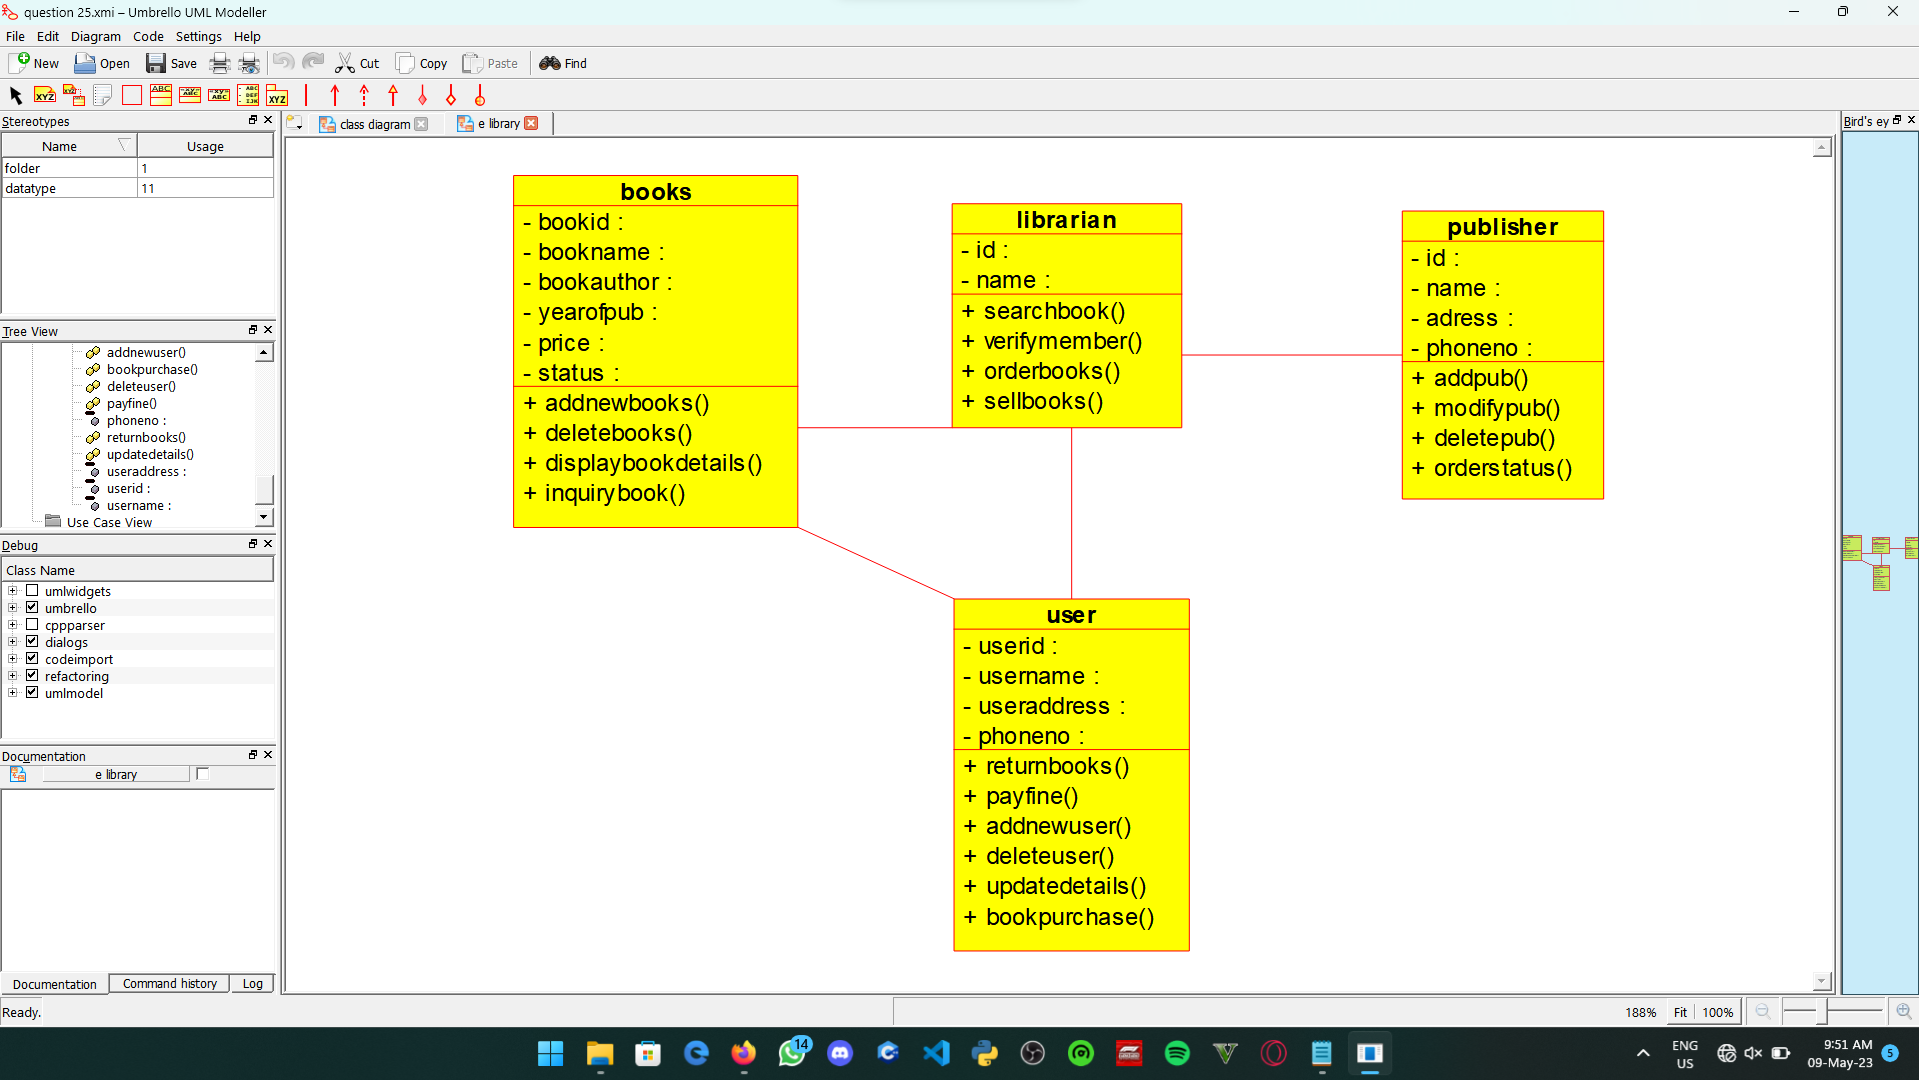 question 25.xmi – Umbrello UML Modeller
File Edit Diagram Code Settings Help
New Open Save Cut Copy Paste Find
XYZ XYZ ABC XYZ
Stereotypes
Name Usage
folder 1
datatype 11
Tree View
addnewuser()
bookpurchase()
deleteuser()
payfine()
phoneno :
returnbooks()
updatedetails()
useraddress :
userid :
username :
Use Case View
Debug
Class Name
umlwidgets
umbrello
cppparser
dialogs
codeimport
refactoring
umlmodel
Documentation
e library
Documentation Command history Log
Ready.
class diagram e library
books
- bookid :
- bookname :
- bookauthor :
- yearofpub :
- price :
- status :
+ addnewbooks()
+ deletebooks()
+ displaybookdetails()
+ inquirybook()
librarian
- id :
- name :
+ searchbook()
+ verifymember()
+ orderbooks()
+ sellbooks()
publisher
- id :
- name :
- adress :
- phoneno :
+ addpub()
+ modifypub()
+ deletepub()
+ orderstatus()
user
- userid :
- username :
- useraddress :
- phoneno :
+ returnbooks()
+ payfine()
+ addnewuser()
+ deleteuser()
+ updatedetails()
+ bookpurchase()
Bird's ey
188% Fit 100%
14
ENG
US
9:51 AM
09-May-23
5